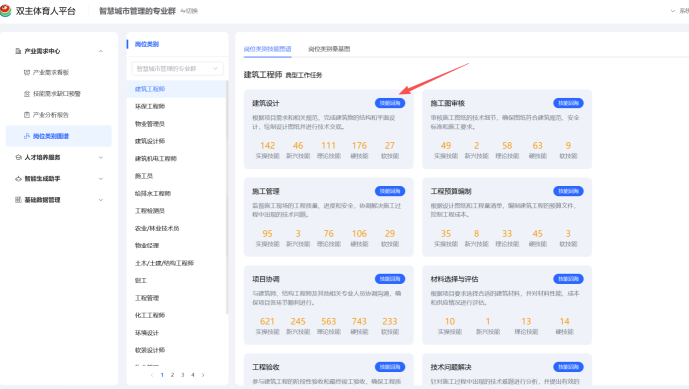 双主体育人平台
智慧城市管理的专业群 切换
产业需求中心
产业需求看板
技能需求缺口预警
产业分析报告
岗位类别图谱
人才培养服务
智能生成助手
基础数据管理
岗位类别
智慧城市管理的专业群
建筑工程师
环保工程师
物业管理员
建筑设计师
建筑机电工程师
施工员
给排水工程师
工程检测员
农业/林业技术员
物业经理
土木/土建/结构工程师
钳工
工程管理
化工工程师
环境设计
软装设计师
1 2 3 4
岗位类别技能图谱 岗位类别桑基图
建筑工程师 典型工作任务
建筑设计 技能回溯
根据项目需求和相关规范，完成建筑物的结构和平面设
计，绘制设计图纸并进行技术交底。
142 46 111 176 27
实操技能 新兴技能 理论技能 硬技能 软技能
施工图审核 技能回溯
审核施工图纸的技术细节，确保图纸符合建筑规范、安全
标准和施工要求。
49 2 58 63 9
实操技能 新兴技能 理论技能 硬技能 软技能
施工管理 技能回溯
监督施工现场的工程质量、进度和安全，协调解决施工过
程中出现的技术问题。
95 3 76 106 29
实操技能 新兴技能 理论技能 硬技能 软技能
工程预算编制 技能回溯
根据设计图纸和工程量清单，编制建筑工程的预算文件，
控制工程成本。
35 8 33 45 3
实操技能 新兴技能 理论技能 硬技能 软技能
项目协调 技能回溯
与建筑师、结构工程师及其他相关专业人员协调沟通，确
保项目各环节顺利进行。
621 245 563 743 233
实操技能 新兴技能 理论技能 硬技能 软技能
材料选择与评估 技能回溯
根据项目要求选择合适的建筑材料，并对材料性能、成本
和供应情况进行评估。
10 1 13 14
实操技能 新兴技能 理论技能 硬技能
工程验收 技能回溯
参与建筑工程的阶段性验收和最终竣工验收，确保工程质
技术问题解决 技能回溯
针对施工过程中出现的技术难题进行分析，并提出有效的